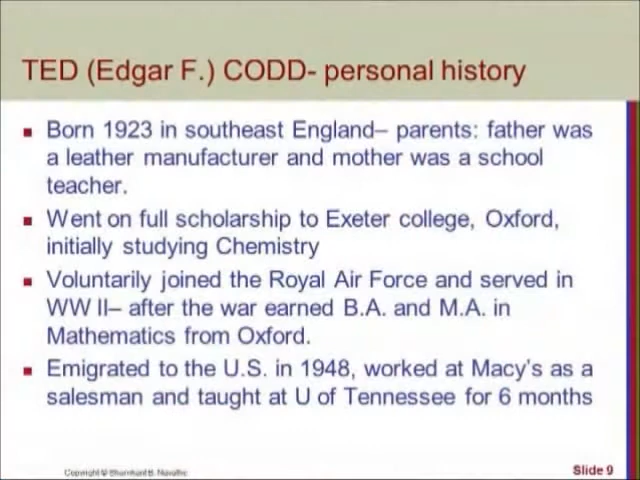 TED (Edgar F.) CODD- personal history
Born 1923 in southeast England– parents: father was
a leather manufacturer and mother was a school
teacher.
Went on full scholarship to Exeter college, Oxford,
initially studying Chemistry
Voluntarily joined the Royal Air Force and served in
WW II– after the war earned B.A. and M.A. in
Mathematics from Oxford.
Emigrated to the U.S. in 1948, worked at Macy's as a
salesman and taught at U of Tennessee for 6 months
Copyright © Shamkant B. Navathe
Slide 9